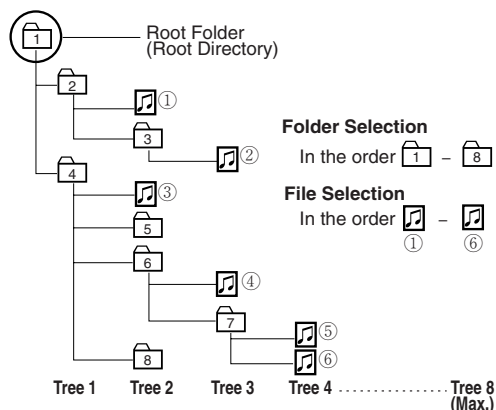 1
Root Folder
(Root Directory)
2
①
3
②
Folder Selection
In the order 1 – 8
4
③
File Selection
5
In the order –
① ⑥
6
④
7
⑤
⑥
8
Tree 1 Tree 2 Tree 3 Tree 4 .................... Tree 8
(Max.)